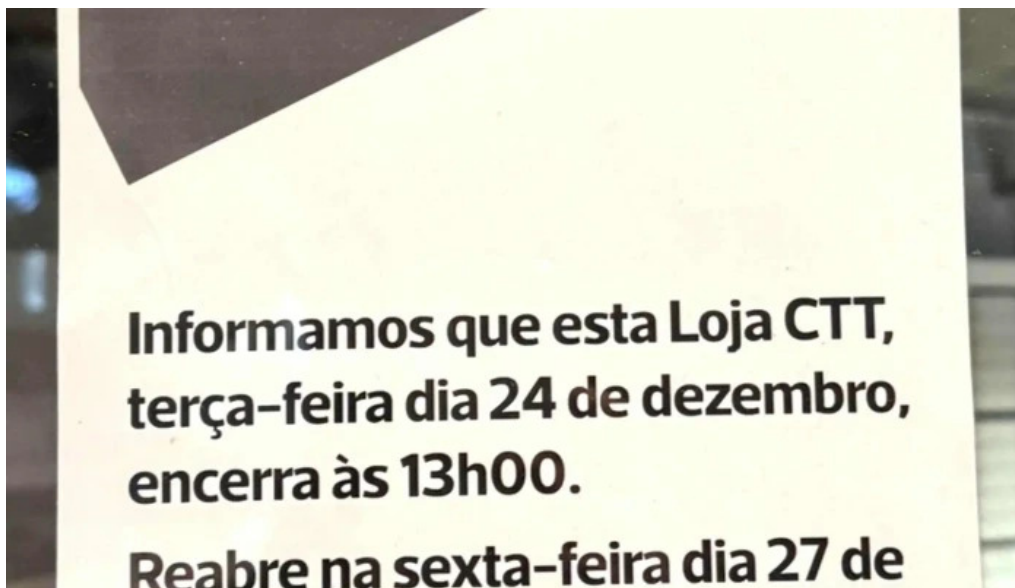 Informamos que esta Loja CTT,
terça-feira dia 24 de dezembro,
encerra às 13h00.
Reabre na sexta-feira dia 27 de